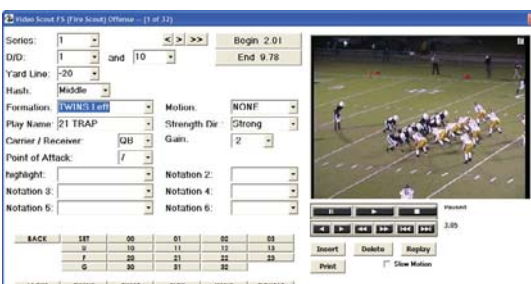 Video Scout FS (Fire Scout) Offense -- (1 of 32)
Series: 1 < > >> Begin 2.01
D/D: 1 and 10 End 9.78
Yard Line: -20
Hash: Middle
Formation: TWINS Left Motion: NONE
Play Name: 21 TRAP Strength Dir: Strong
Carrier / Receiver: QB Gain: 2
Point of Attack: 7
highlight: Notation 2:
Notation 3: Notation 4:
Notation 5: Notation 6:
Paused
3.05
BACK SET 00 01 02 03
10 11 12 13
20 21 22 23
G 30 31 32
Insert Delete Replay
Print Slow Motion